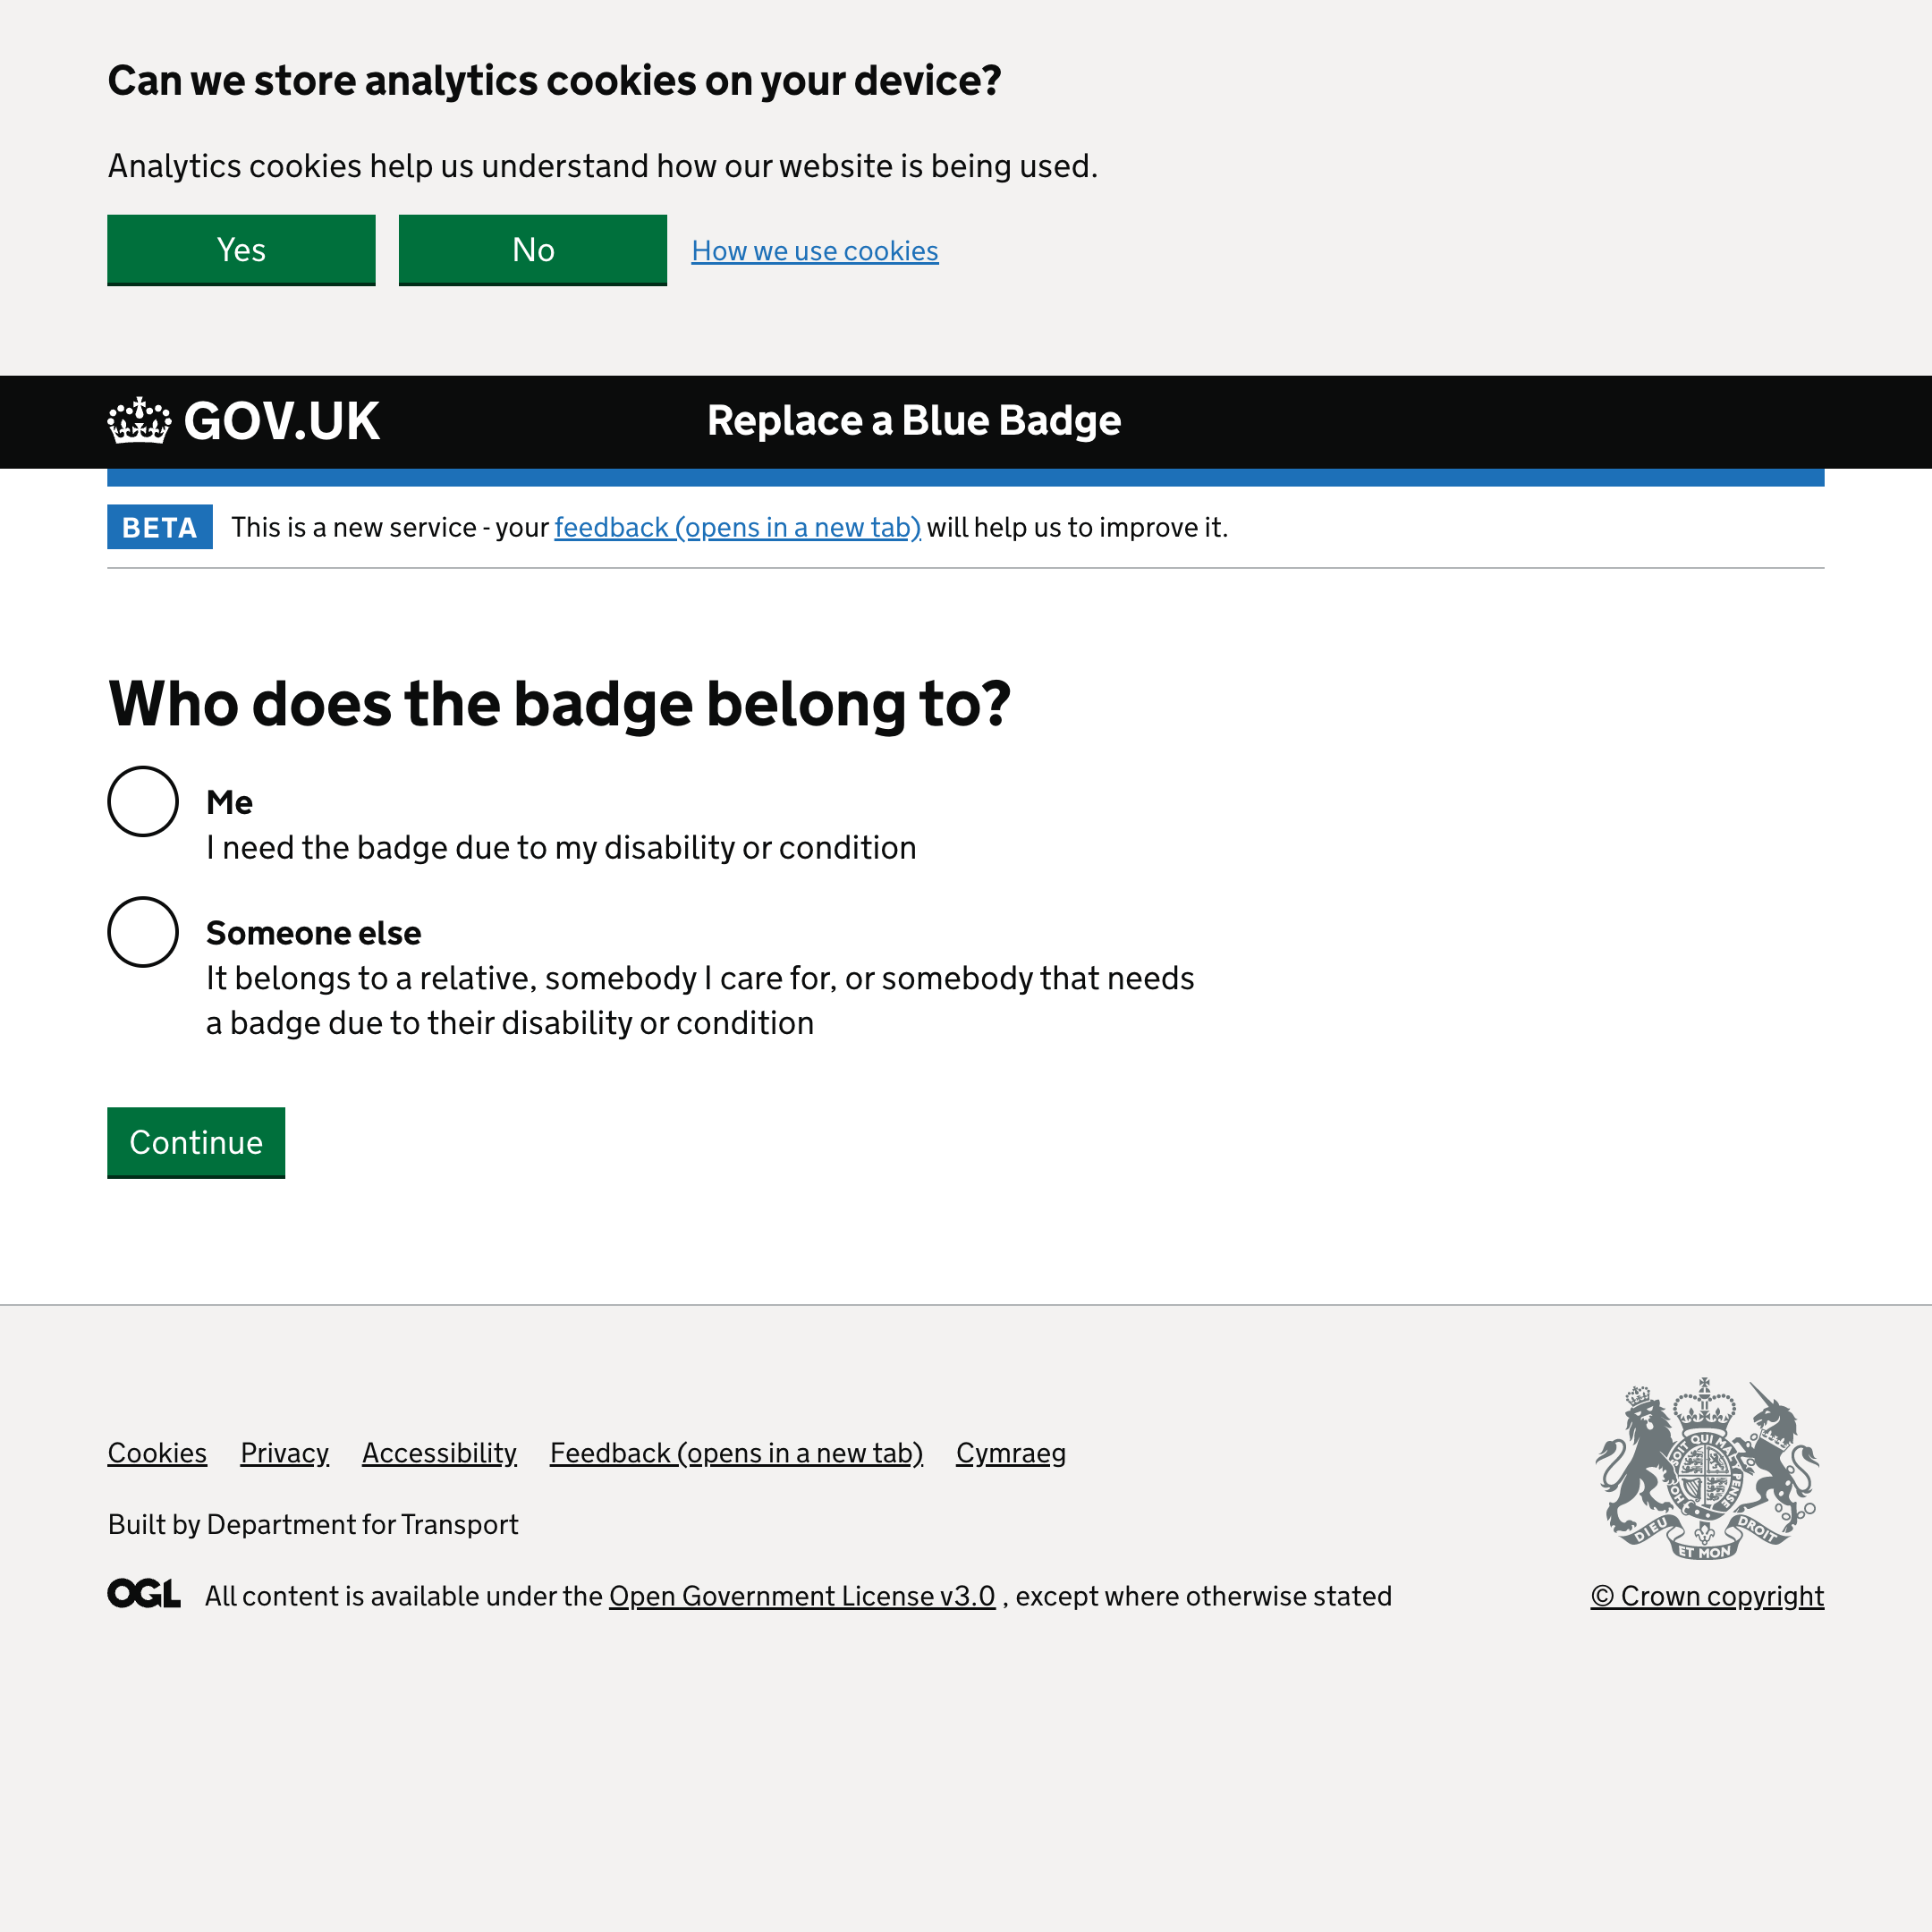 Can we store analytics cookies on your device?
Analytics cookies help us understand how our website is being used.
Yes No How we use cookies
GOV.UK Replace a Blue Badge
BETA This is a new service - your feedback (opens in a new tab) will help us to improve it.
Who does the badge belong to?
Me
I need the badge due to my disability or condition
Someone else
It belongs to a relative, somebody I care for, or somebody that needs
a badge due to their disability or condition
Continue
Cookies Privacy Accessibility Feedback (opens in a new tab) Cymraeg
Built by Department for Transport
DIEU ET MON DROIT
OGL All content is available under the Open Government License v3.0 , except where otherwise stated
© Crown copyright